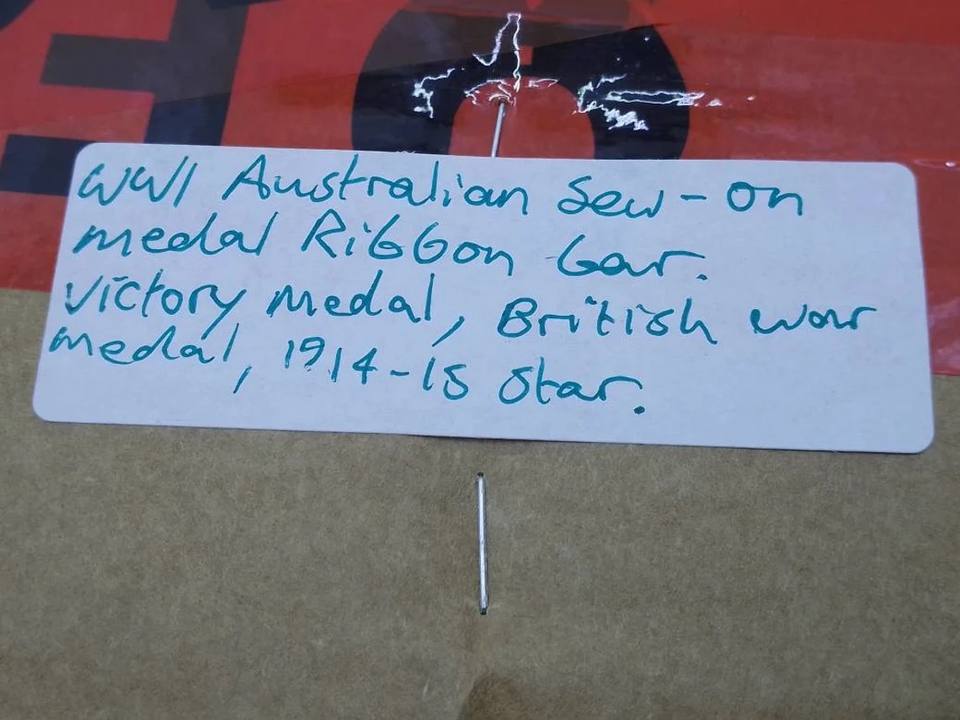 WW1 Australian Sew-on
medal Ribbon bar.
Victory medal, British war
medal, 1914-15 Star.